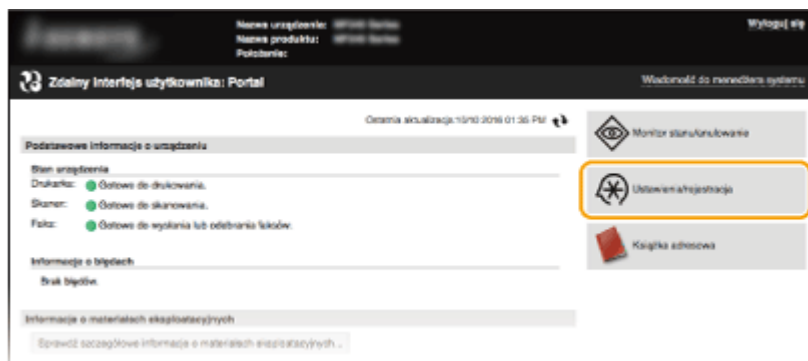 Nazwa urządzenia:
Nazwa produktu:
Położenie:
Wyloguj się
Zdalny interfejs użytkownika: Portal
Wiadomość do menedżera systemu
Ostatnia aktualizacja:10/10 2016 01:35 PM
Podstawowe informacje o urządzeniu
Stan urządzenia
Drukarka: Gotowe do drukowania.
Skaner: Gotowe do skanowania.
Faks: Gotowe do wysłania lub odebrania faksów.
Informacje o błędach
Brak błędów.
Informacje o materiałach eksploatacyjnych
Sprawdź szczegółowe informacje o materiałach eksploatacyjnych...
Monitor stanu/anulowanie
Ustawienia/rejestracja
Książka adresowa